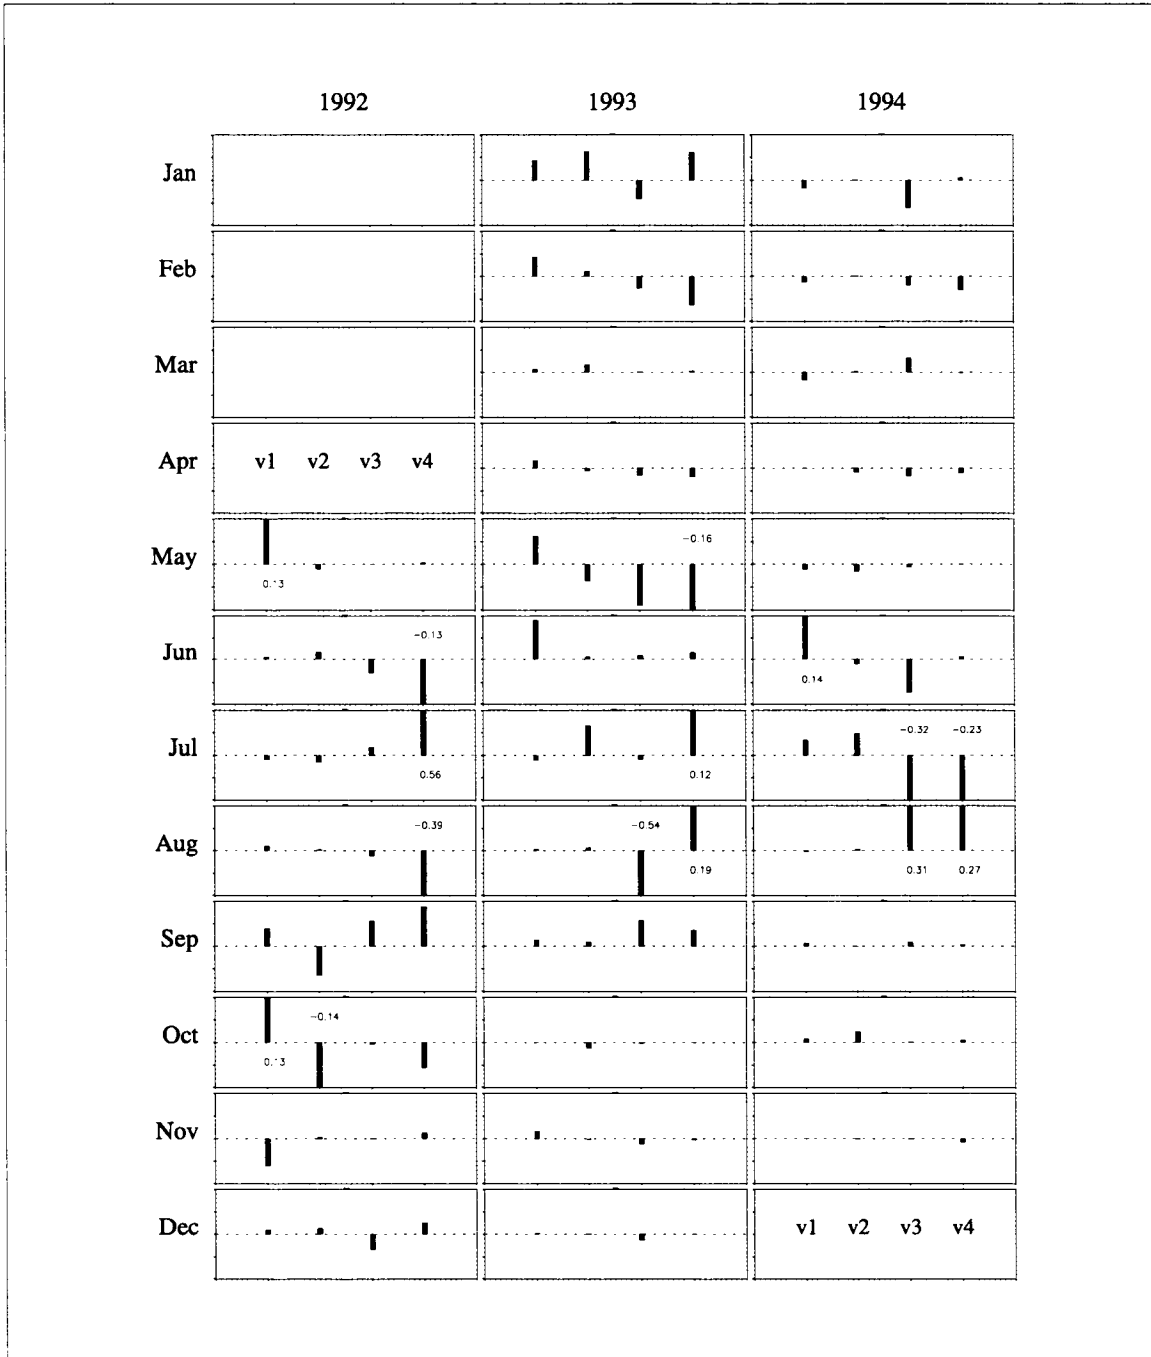 1992 1993 1994
Jan
Feb
Mar
Apr v1 v2 v3 v4
May -0.16
0.13
-0.13
Jun
0.14
Jul -0.32 -0.23
0.56 0.12
-0.39 -0.54
Aug
0.19 0.31 0.27
Sep
-0.14
Oct
0.13
Nov
Dec v1 v2 v3 v4